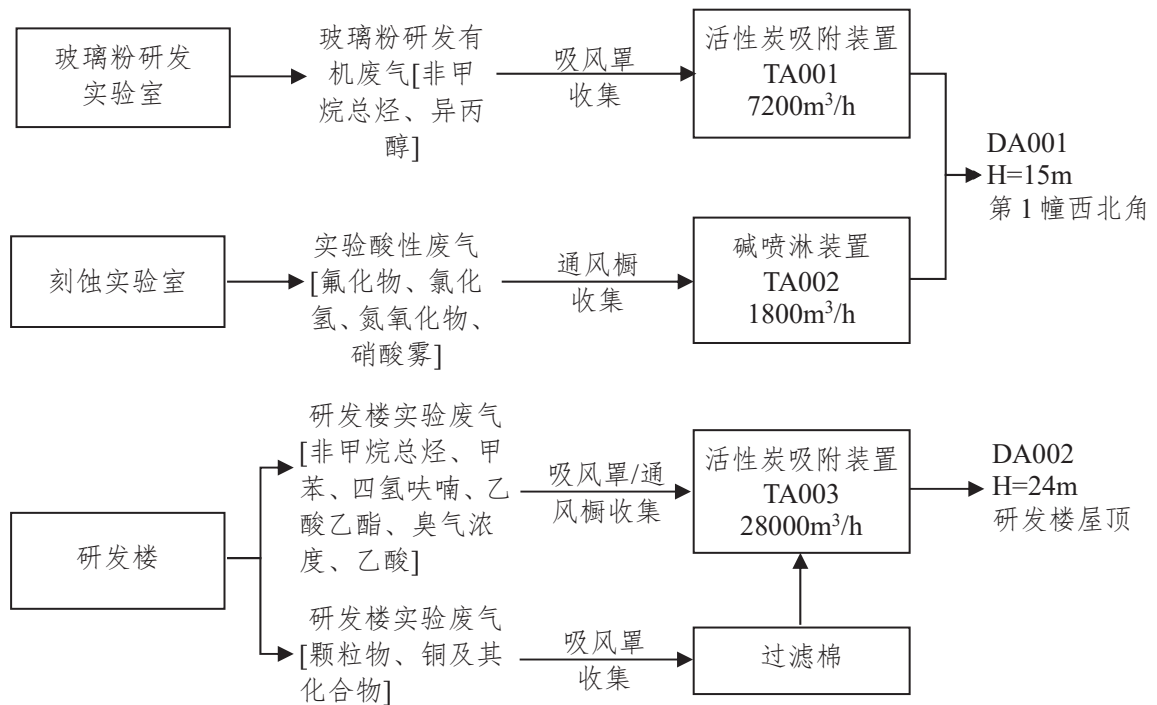 玻璃粉研发
实验室
玻璃粉研发有
机废气[非甲
烷总烃、异丙
醇]
吸风罩
收集
活性炭吸附装置
TA001
7200m³/h
DA001
H=15m
第1幢西北角
刻蚀实验室
实验酸性废气
[氟化物、氯化
氢、氮氧化物、
硝酸雾]
通风橱
收集
碱喷淋装置
TA002
1800m³/h
研发楼
研发楼实验废气
[非甲烷总烃、甲
苯、四氢呋喃、乙
酸乙酯、臭气浓
度、乙酸]
吸风罩/通
风橱收集
活性炭吸附装置
TA003
28000m³/h
DA002
H=24m
研发楼屋顶
研发楼实验废气
[颗粒物、铜及其
化合物]
吸风罩
收集
过滤棉